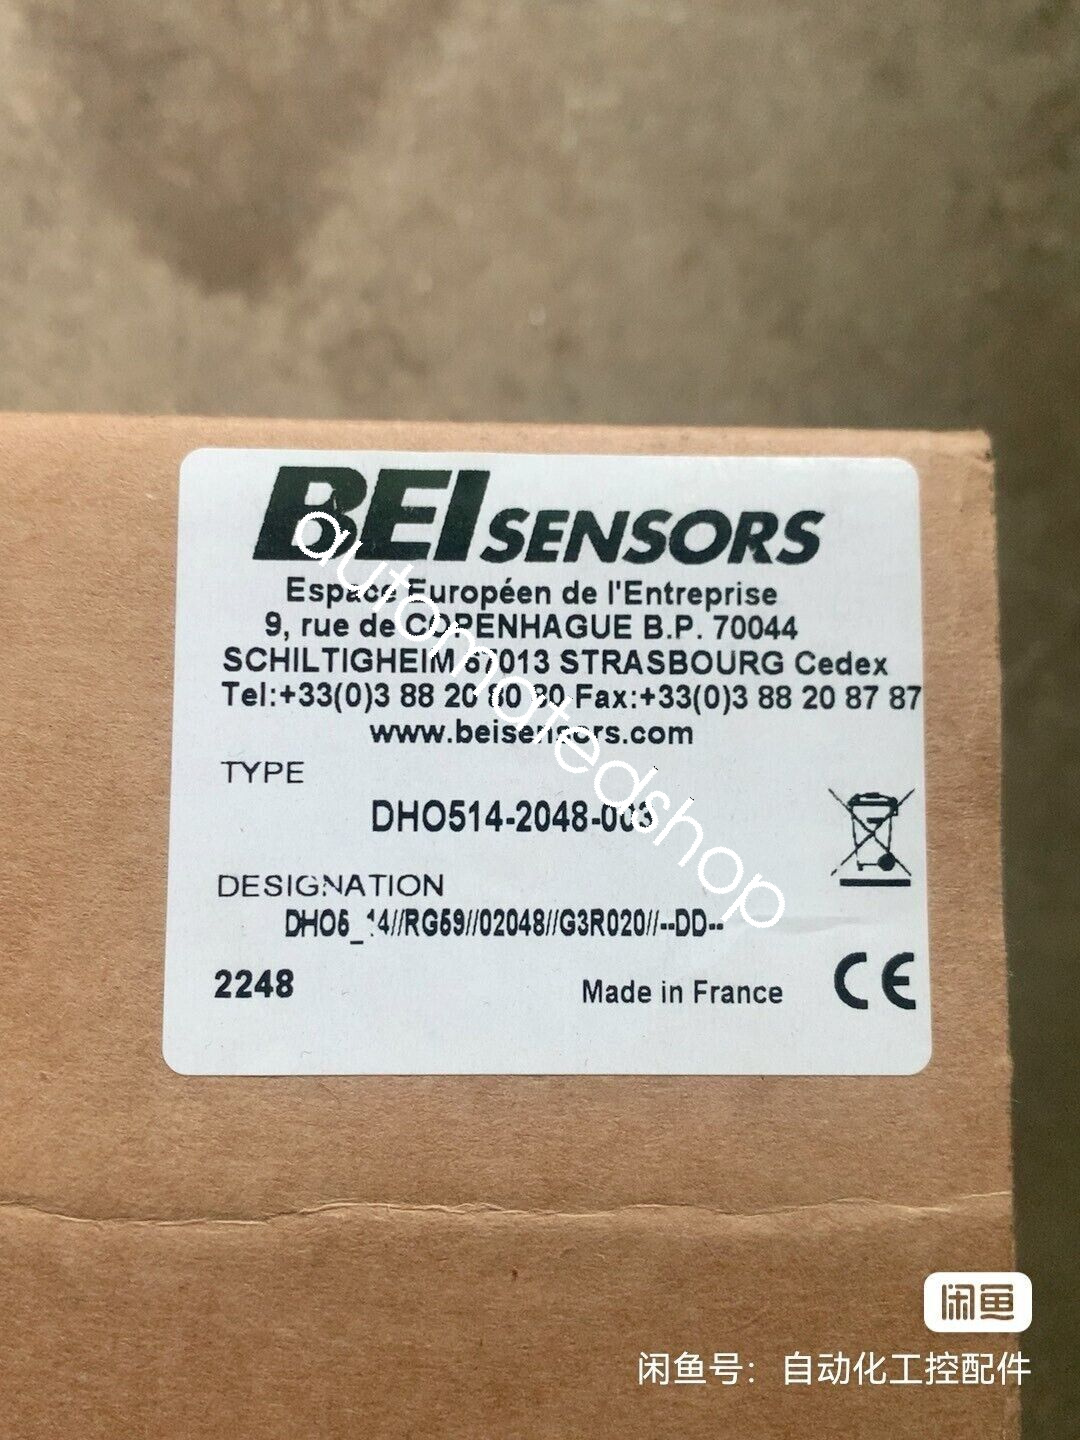 BEI SENSORS
Espace Européen de l'Entreprise
9, rue de COPENHAGUE B.P. 70044
SCHILTIGHEIM 67013 STRASBOURG Cedex
Tel:+33(0)3 88 20 80 80 Fax:+33(0)3 88 20 87 87
www.beisensors.com
TYPE
DHO514-2048-003
DESIGNATION
DHO5_14//RG59//02048//G3R020//--DD--
2248
Made in France
CE
automatedshop
闲鱼
闲鱼号：自动化工控配件